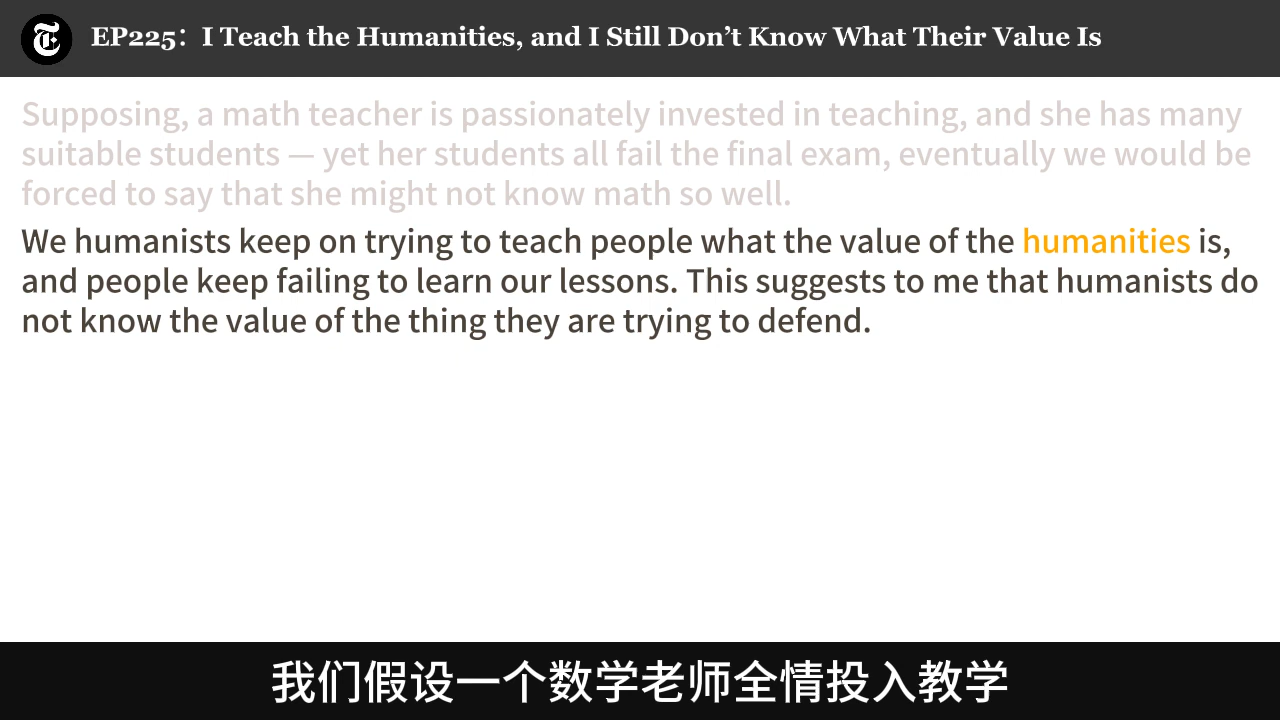 EP225：I Teach the Humanities, and I Still Don’t Know What Their Value Is
Supposing, a math teacher is passionately invested in teaching, and she has many
suitable students — yet her students all fail the final exam, eventually we would be
forced to say that she might not know math so well.
We humanists keep on trying to teach people what the value of the humanities is,
and people keep failing to learn our lessons. This suggests to me that humanists do
not know the value of the thing they are trying to defend.
我们假设一个数学老师全情投入教学